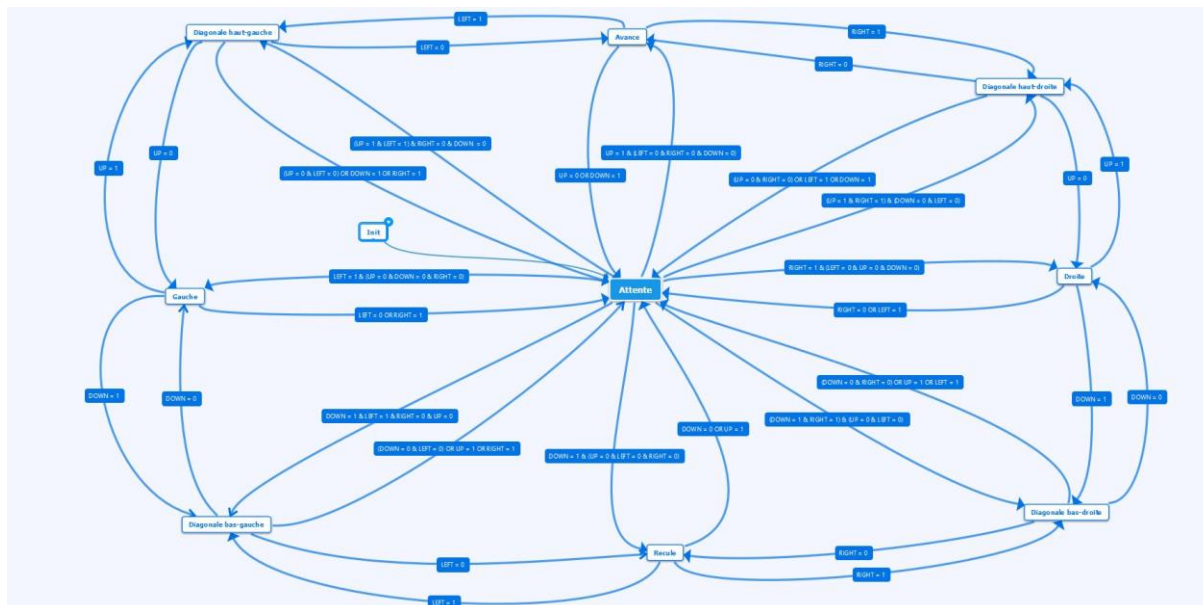 LEFT = 1
Diagonale haut-gauche
Avance
RIGHT = 1
LEFT = 0
RIGHT = 0
Diagonale haut-droite
(UP = 1 & LEFT = 1) & RIGHT = 0 & DOWN = 0
UP = 1 & (LEFT = 0 & RIGHT = 0 & DOWN = 0)
UP = 0
UP = 1
UP = 1
(UP = 0 & LEFT = 0) OR DOWN = 1 OR RIGHT = 1
UP = 0 OR DOWN = 1
(UP = 0 & RIGHT = 0) OR LEFT = 1 OR DOWN = 1
UP = 0
(UP = 1 & RIGHT = 1) & (DOWN = 0 & LEFT = 0)
Init
LEFT = 1 & (UP = 0 & DOWN = 0 & RIGHT = 0)
RIGHT = 1 & (LEFT = 0 & UP = 0 & DOWN = 0)
Droite
Attente
Gauche
LEFT = 0 OR RIGHT = 1
RIGHT = 0 OR LEFT = 1
(DOWN = 0 & RIGHT = 0) OR UP = 1 OR LEFT = 1
DOWN = 1
DOWN = 0
DOWN = 1
DOWN = 0
DOWN = 1 & LEFT = 1 & RIGHT = 0 & UP = 0
(DOWN = 1 & RIGHT = 1) & (UP = 0 & LEFT = 0)
DOWN = 0 OR UP = 1
(DOWN = 0 & LEFT = 0) OR UP = 1 OR RIGHT = 1
DOWN = 1 & (UP = 0 & LEFT = 0 & RIGHT = 0)
Diagonale bas-droite
Diagonale bas-gauche
Recule
RIGHT = 0
LEFT = 0
RIGHT = 1
LEFT = 1